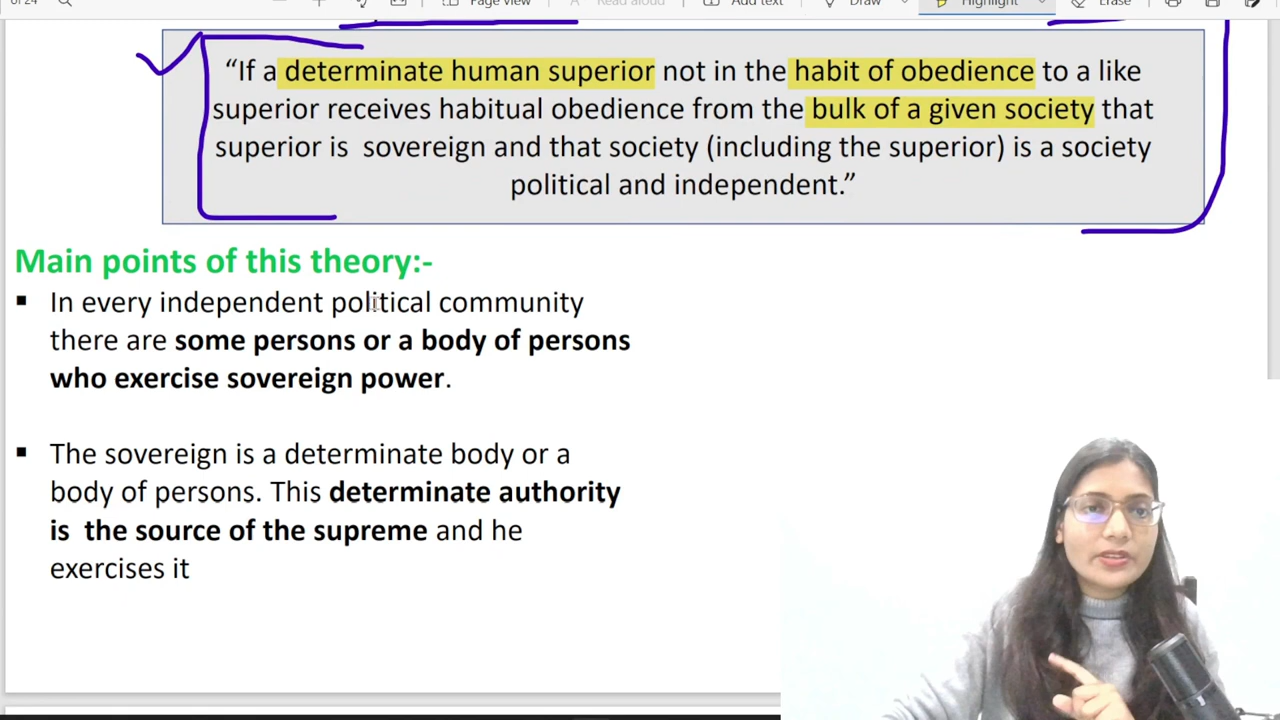 of 24
Page view
Read aloud
Add text
Draw
Highlight
Erase
“If a determinate human superior not in the habit of obedience to a like
superior receives habitual obedience from the bulk of a given society that
superior is sovereign and that society (including the superior) is a society
political and independent.”
Main points of this theory:-
▪ In every independent political community
there are some persons or a body of persons
who exercise sovereign power.
▪ The sovereign is a determinate body or a
body of persons. This determinate authority
is the source of the supreme and he
exercises it